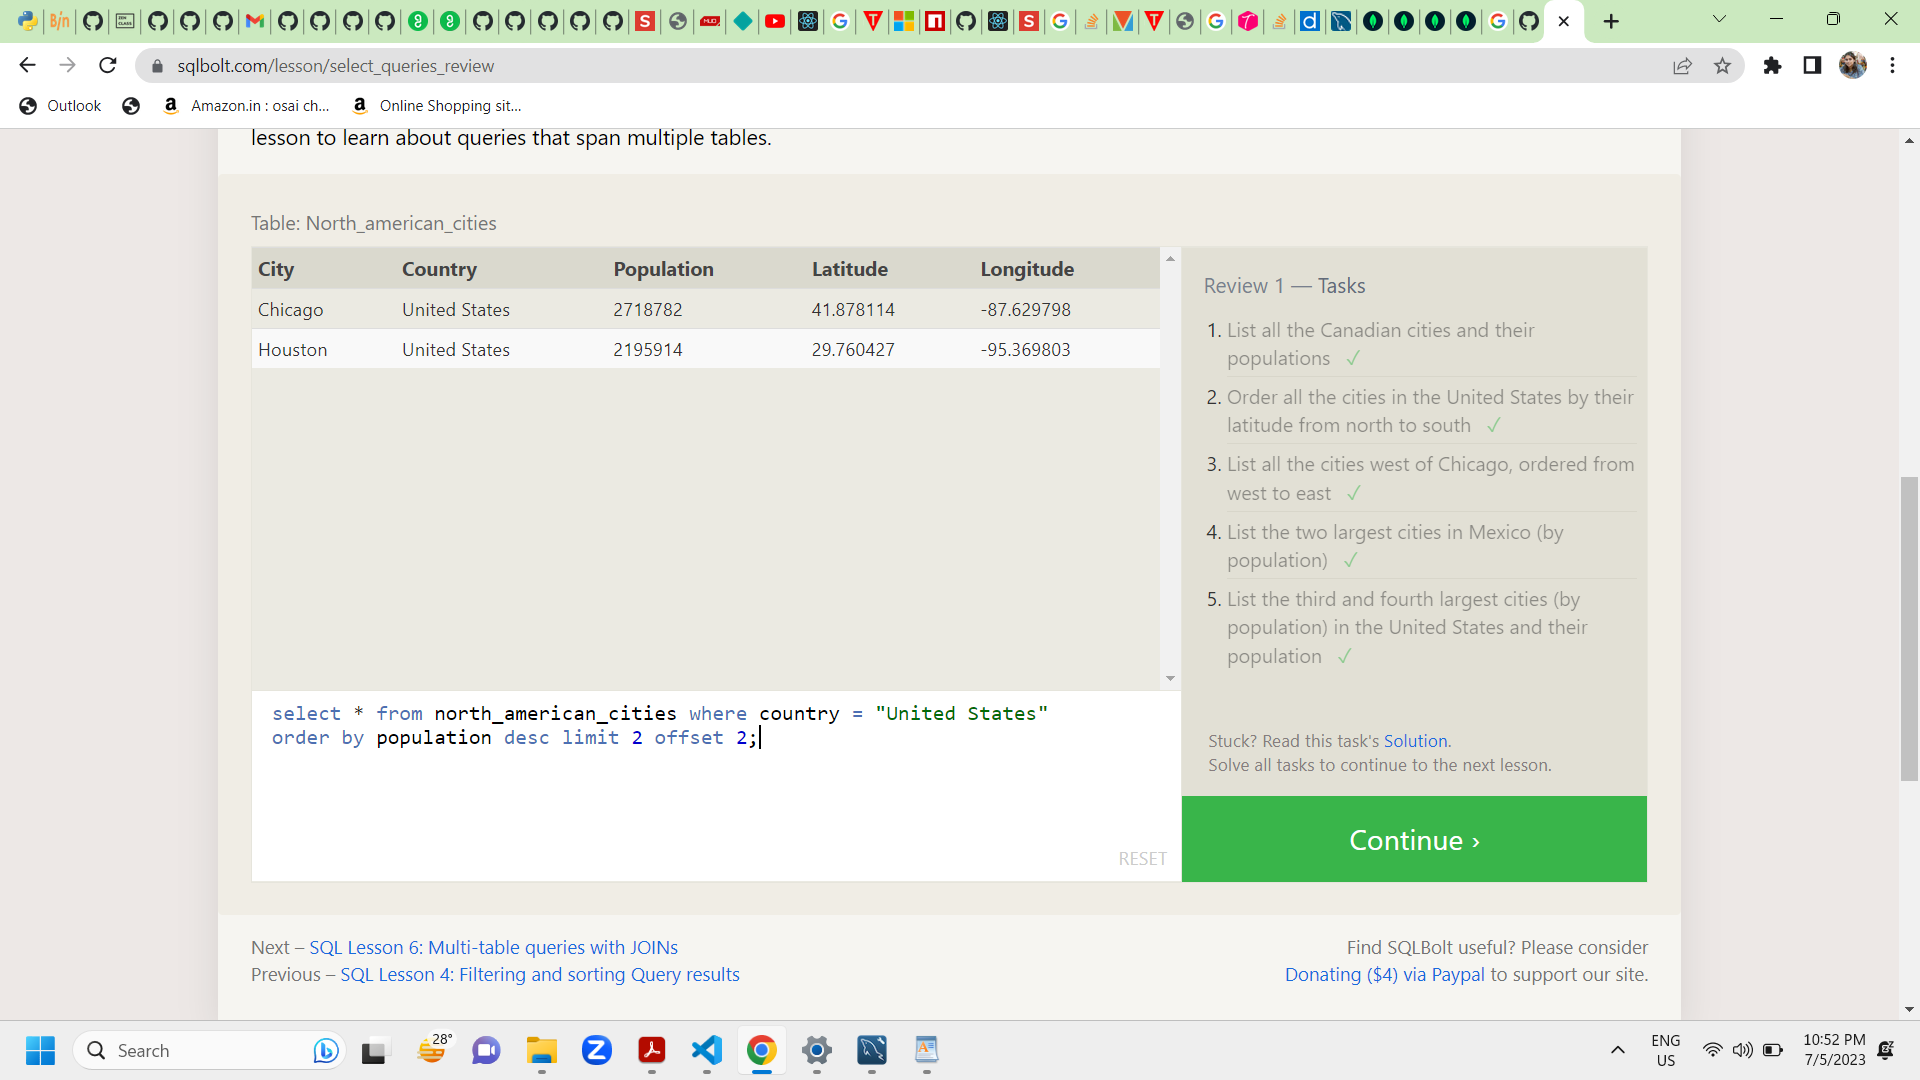 sqlbolt.com/lesson/select_queries_review
Outlook
Amazon.in : osai ch...
Online Shopping sit...
lesson to learn about queries that span multiple tables.
Table: North_american_cities
City Country Population Latitude Longitude
Chicago United States 2718782 41.878114 -87.629798
Houston United States 2195914 29.760427 -95.369803
select * from north_american_cities where country = "United States"
order by population desc limit 2 offset 2;
RESET
Review 1 — Tasks
1. List all the Canadian cities and their
populations ✓
2. Order all the cities in the United States by their
latitude from north to south ✓
3. List all the cities west of Chicago, ordered from
west to east ✓
4. List the two largest cities in Mexico (by
population) ✓
5. List the third and fourth largest cities (by
population) in the United States and their
population ✓
Stuck? Read this task's Solution.
Solve all tasks to continue to the next lesson.
Continue ›
Next – SQL Lesson 6: Multi-table queries with JOINs
Previous – SQL Lesson 4: Filtering and sorting Query results
Find SQLBolt useful? Please consider
Donating ($4) via Paypal to support our site.
Search
28°
ENG
US
10:52 PM
7/5/2023